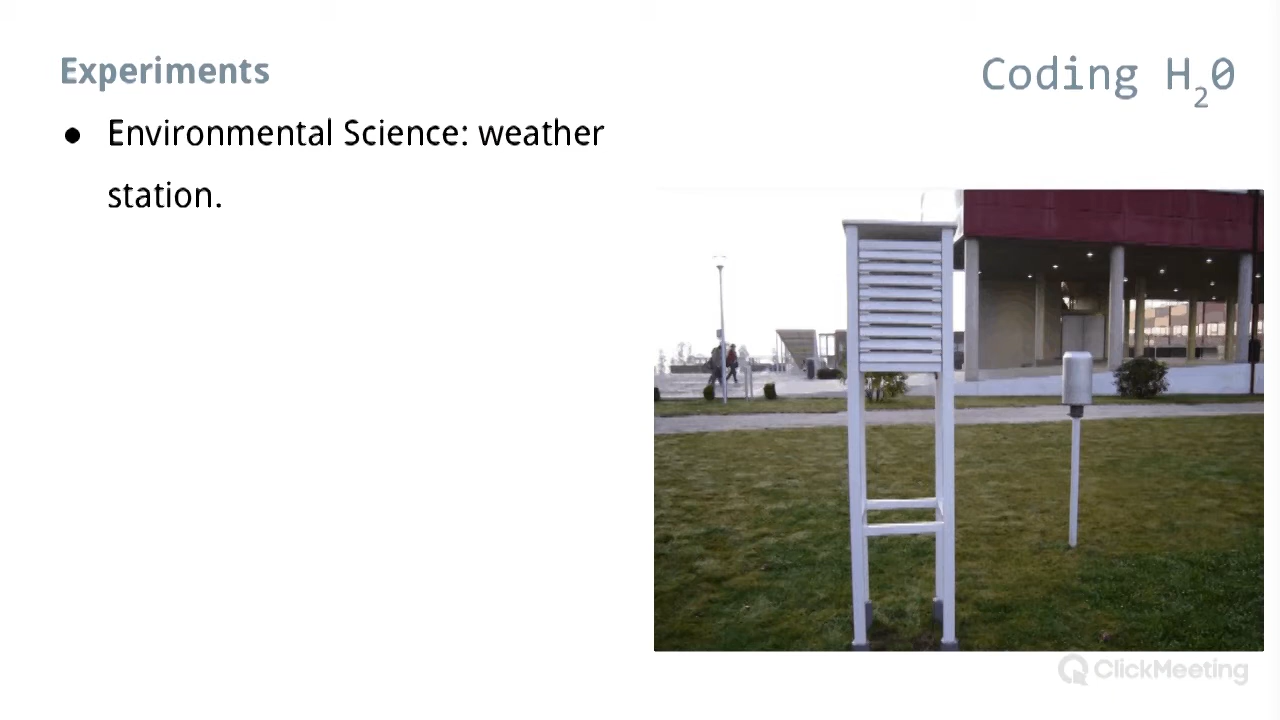 Experiments
Coding H₂0
● Environmental Science: weather
station.
ClickMeeting